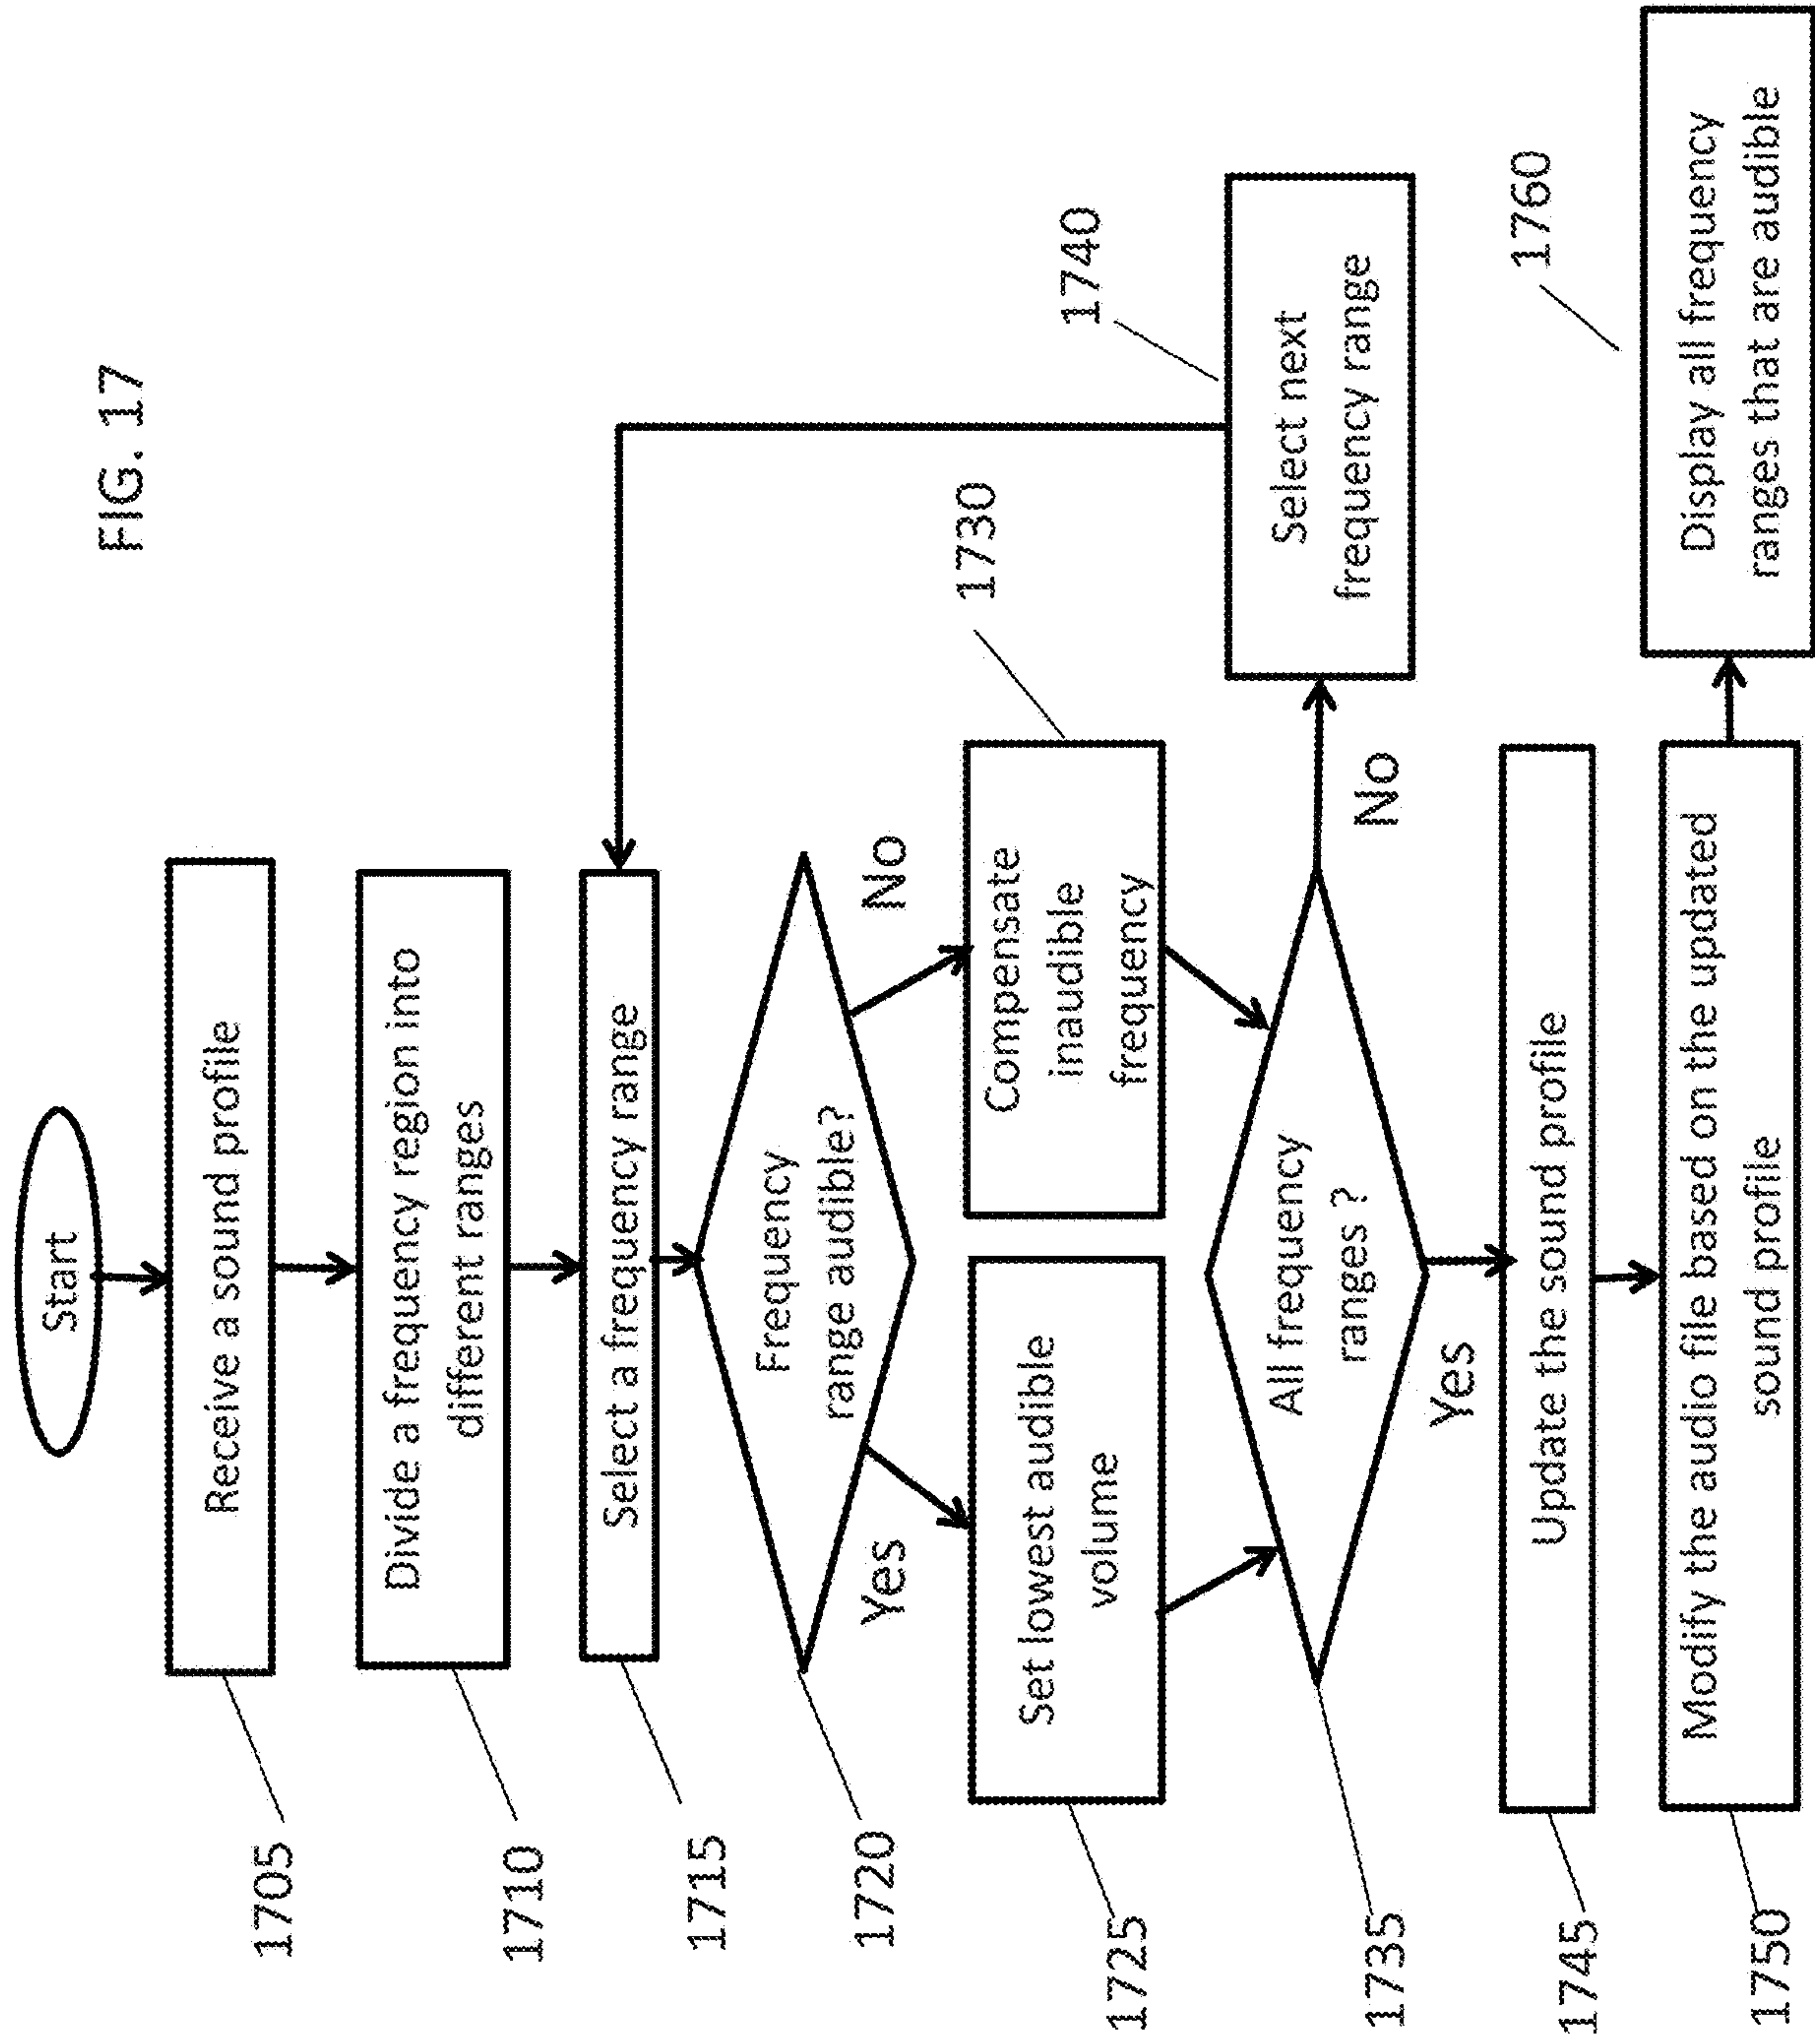 FIG. 17
Start
Receive a sound profile
1705
Divide a frequency region into
different ranges
1710
Select a frequency range
1715
Frequency
range audible?
1720
Yes
No
Set lowest audible
volume
1725
Compensate
inaudible
frequency
1730
All frequency
ranges ?
1735
No
Select next
frequency range
1740
Yes
Update the sound profile
1745
Modify the audio file based on the updated
sound profile
1750
Display all frequency
ranges that are audible
1760